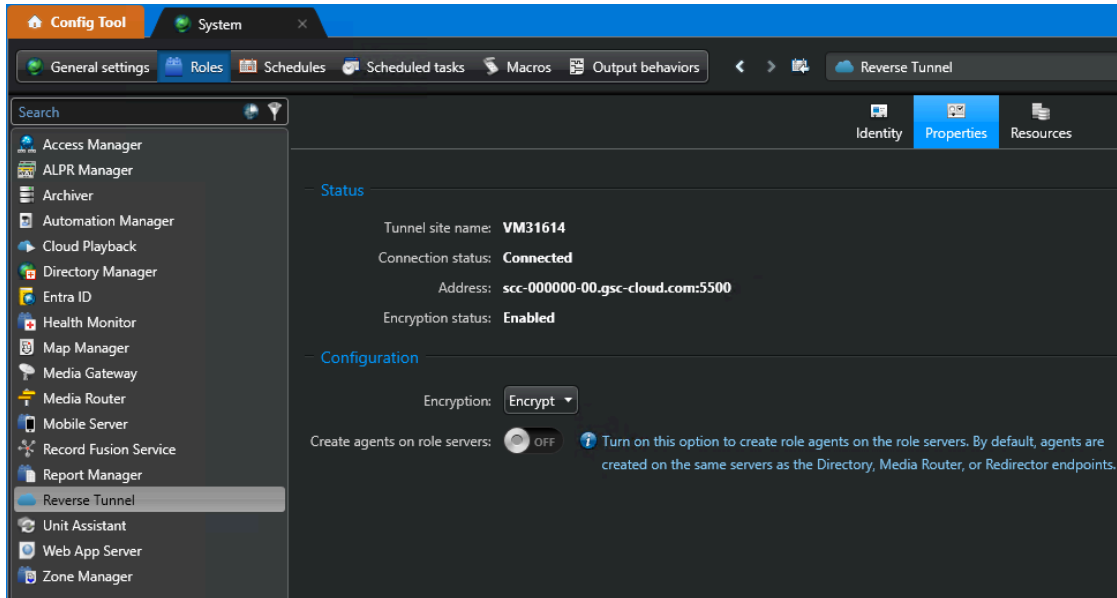 Config Tool
System
General settings
Roles
Schedules
Scheduled tasks
Macros
Output behaviors
Reverse Tunnel
Search
Access Manager
ALPR Manager
Archiver
Automation Manager
Cloud Playback
Directory Manager
Entra ID
Health Monitor
Map Manager
Media Gateway
Media Router
Mobile Server
Record Fusion Service
Report Manager
Reverse Tunnel
Unit Assistant
Web App Server
Zone Manager
Identity
Properties
Resources
Status
Tunnel site name: VM31614
Connection status: Connected
Address: scc-000000-00.gsc-cloud.com:5500
Encryption status: Enabled
Configuration
Encryption: Encrypt
Create agents on role servers: OFF
Turn on this option to create role agents on the role servers. By default, agents are
created on the same servers as the Directory, Media Router, or Redirector endpoints.